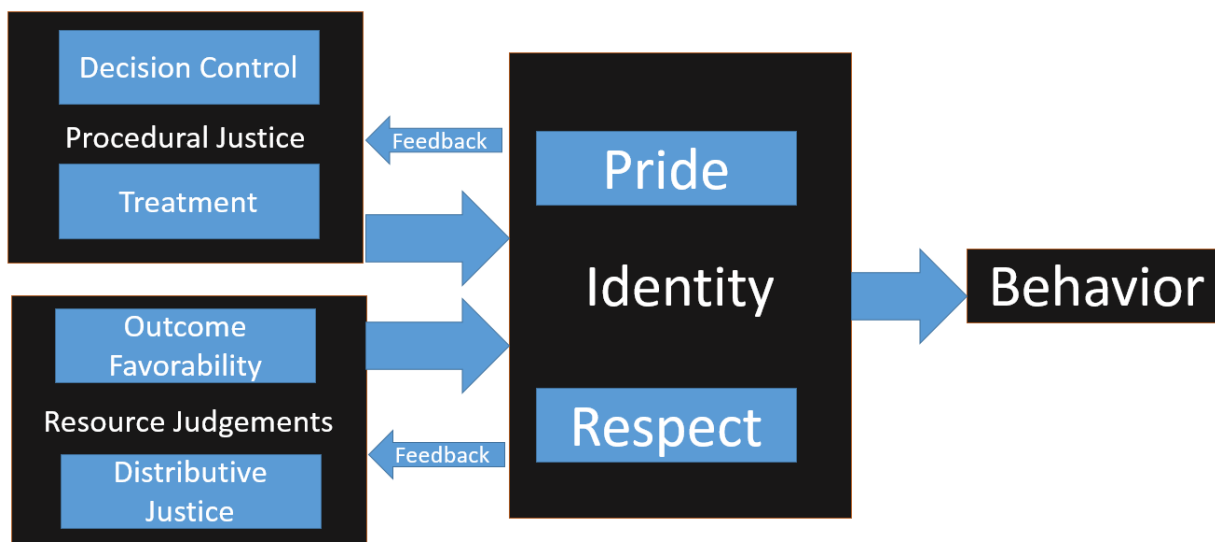 Decision Control
Procedural Justice
Treatment
Outcome
Favorability
Resource Judgements
Distributive
Justice
Feedback
Feedback
Pride
Identity
Respect
Behavior